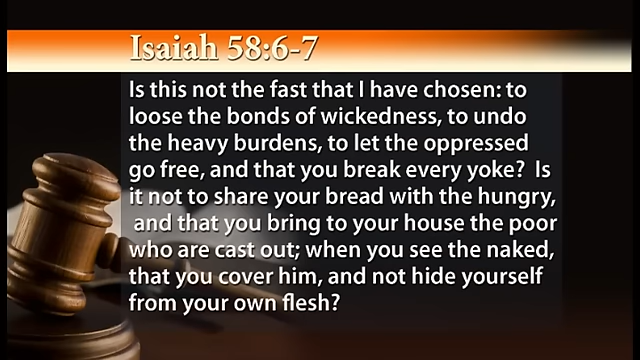 Isaiah 58:6-7
Is this not the fast that I have chosen: to
loose the bonds of wickedness, to undo
the heavy burdens, to let the oppressed
go free, and that you break every yoke?  Is
it not to share your bread with the hungry,
and that you bring to your house the poor
who are cast out; when you see the naked,
that you cover him, and not hide yourself
from your own flesh?